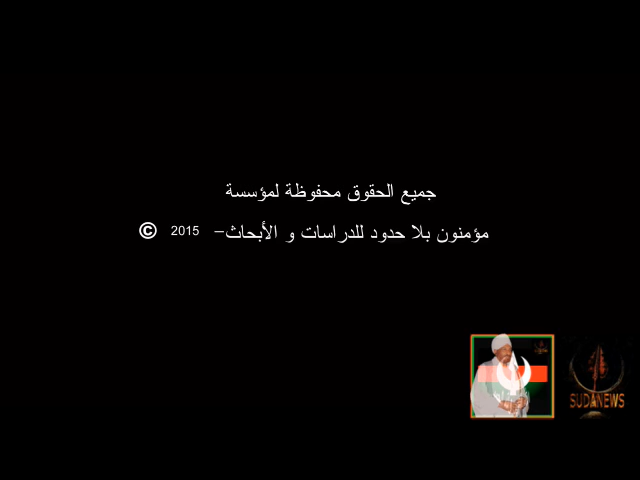 جميع الحقوق محفوظة لمؤسسة
مؤمنون بلا حدود للدراسات و الأبحاث- 2015 ©
SUDANEWS